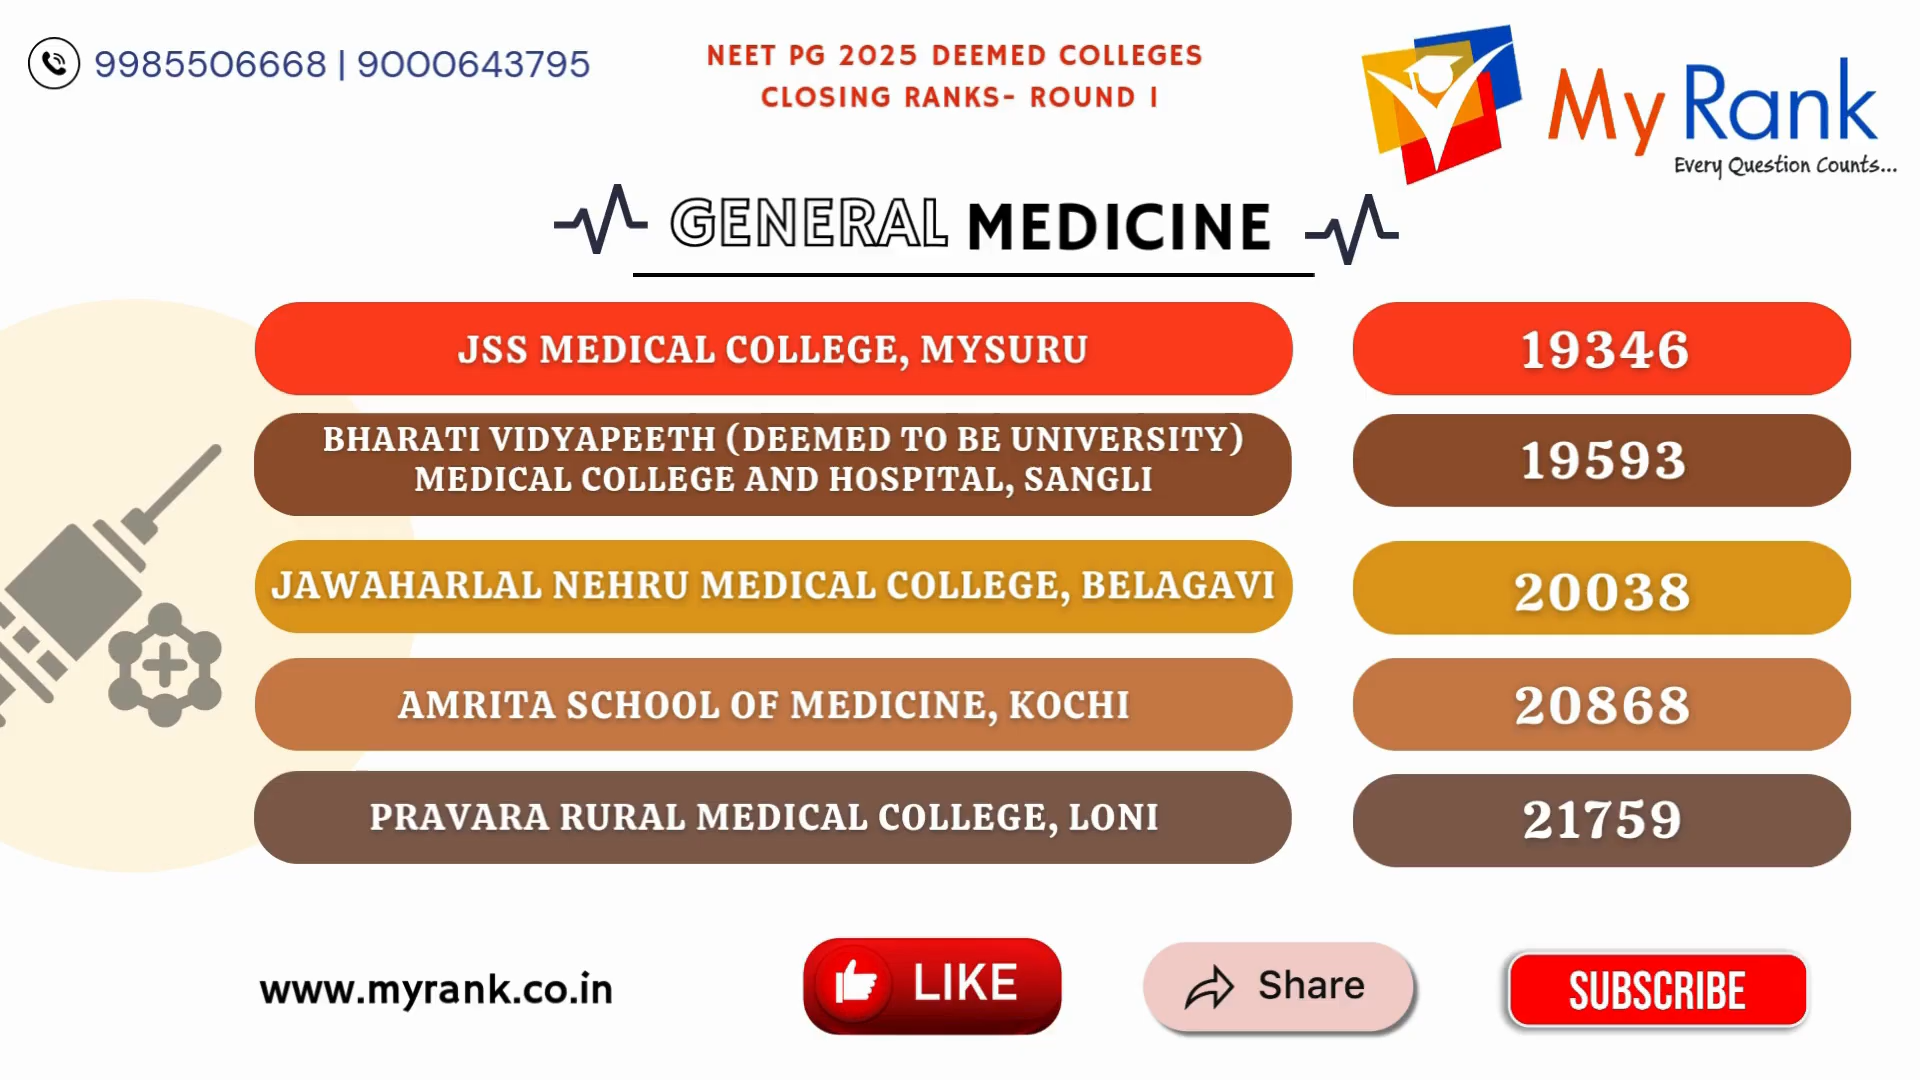 9985506668 | 9000643795
NEET PG 2025 DEEMED COLLEGES
CLOSING RANKS- ROUND 1
My Rank
Every Question Counts...
GENERAL MEDICINE
JSS MEDICAL COLLEGE, MYSURU
19346
BHARATI VIDYAPEETH (DEEMED TO BE UNIVERSITY)
MEDICAL COLLEGE AND HOSPITAL, SANGLI
19593
JAWAHARLAL NEHRU MEDICAL COLLEGE, BELAGAVI
20038
AMRITA SCHOOL OF MEDICINE, KOCHI
20868
PRAVARA RURAL MEDICAL COLLEGE, LONI
21759
www.myrank.co.in
LIKE
Share
SUBSCRIBE